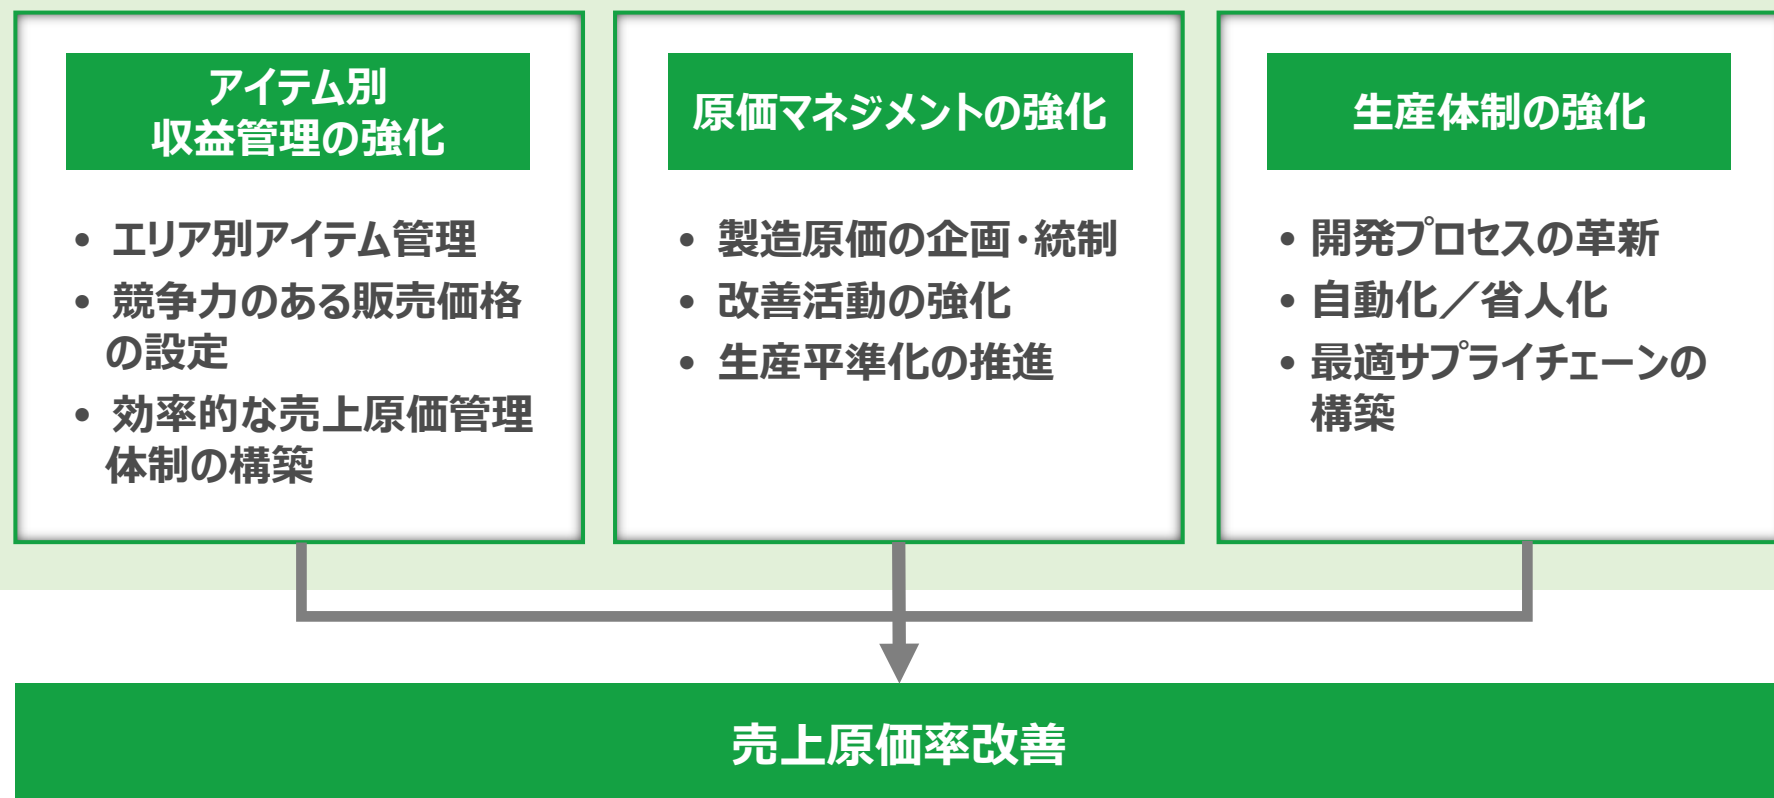 アイテム別
収益管理の強化
• エリア別アイテム管理
• 競争力のある販売価格
の設定
• 効率的な売上原価管理
体制の構築
原価マネジメントの強化
• 製造原価の企画・統制
• 改善活動の強化
• 生産平準化の推進
生産体制の強化
• 開発プロセスの革新
• 自動化／省人化
• 最適サプライチェーンの
構築
売上原価率改善